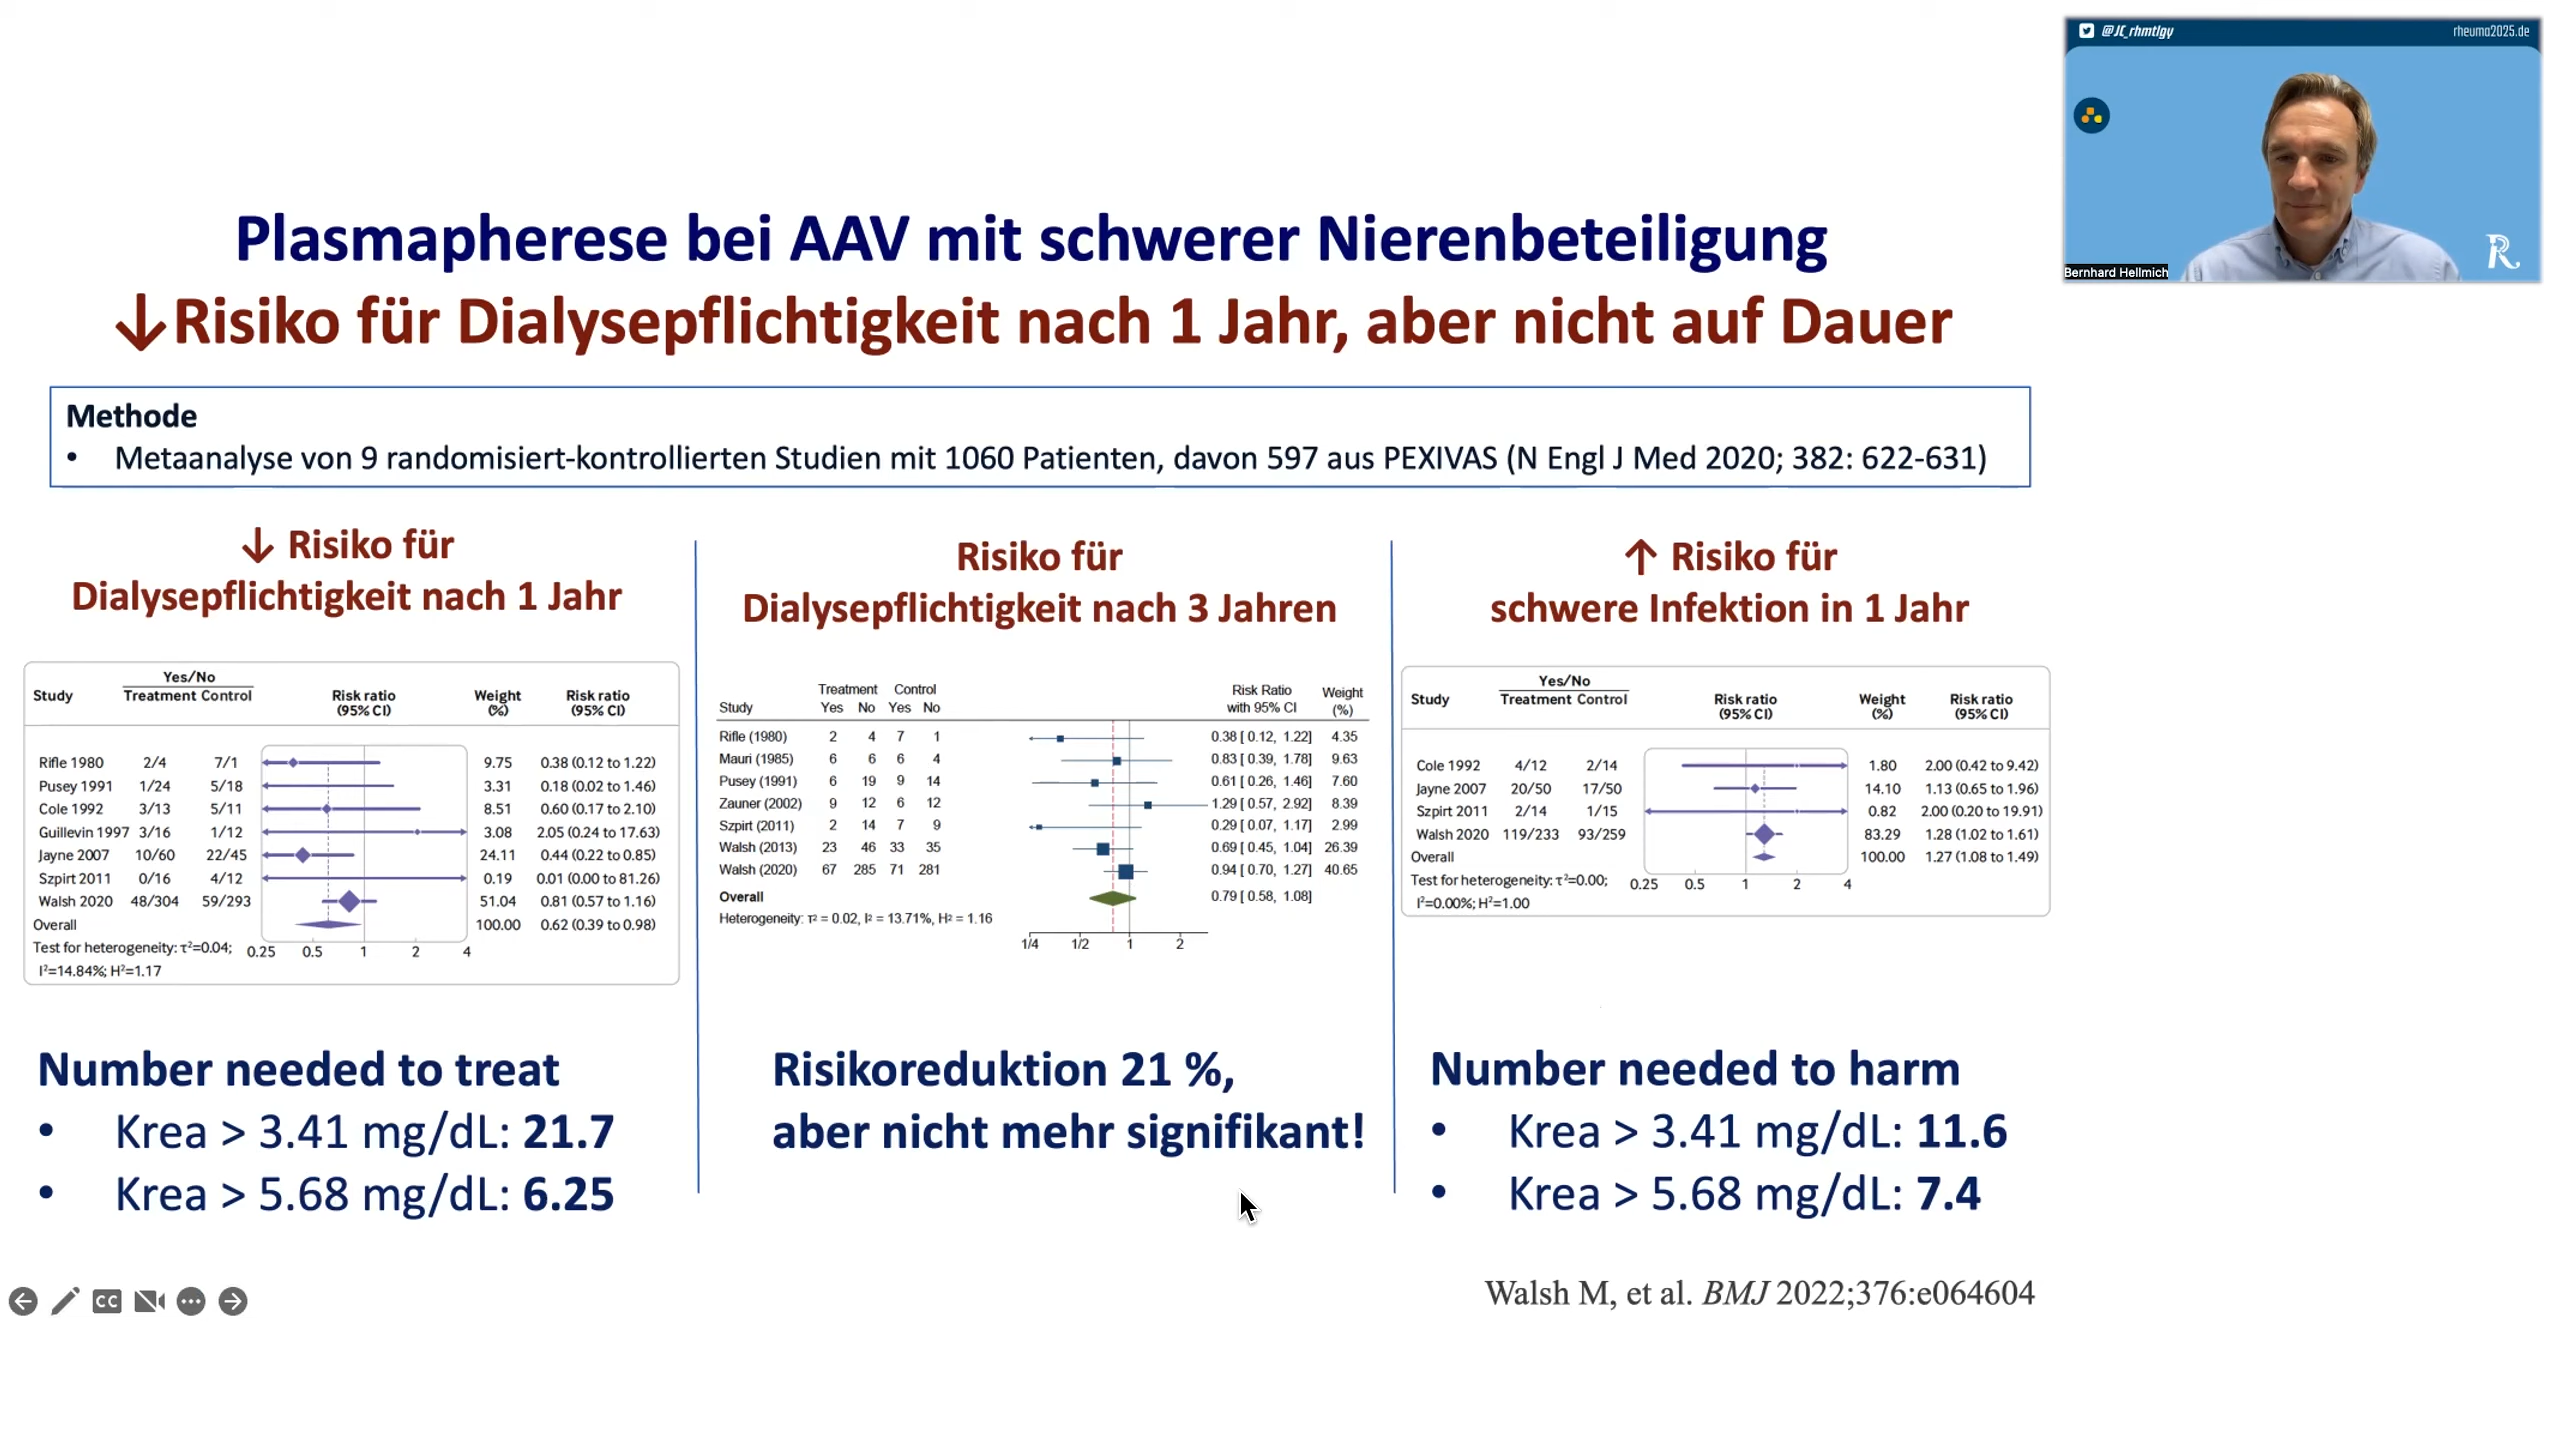 @JC_rhmtlgy
rheuma2025.de
Bernhard Hellmich
R
Plasmapherese bei AAV mit schwerer Nierenbeteiligung
↓Risiko für Dialysepflichtigkeit nach 1 Jahr, aber nicht auf Dauer
Methode
• Metaanalyse von 9 randomisiert-kontrollierten Studien mit 1060 Patienten, davon 597 aus PEXIVAS (N Engl J Med 2020; 382: 622-631)
↓ Risiko für
Dialysepflichtigkeit nach 1 Jahr
Yes/No
Study Treatment Control Risk ratio Weight Risk ratio
(95% CI) (%) (95% CI)
Rifle 1980 2/4 7/1 9.75 0.38 (0.12 to 1.22)
Pusey 1991 1/24 5/18 3.31 0.18 (0.02 to 1.46)
Cole 1992 3/13 5/11 8.51 0.60 (0.17 to 2.10)
Guillevin 1997 3/16 1/12 3.08 2.05 (0.24 to 17.63)
Jayne 2007 10/60 22/45 24.11 0.44 (0.22 to 0.85)
Szpirt 2011 0/16 4/12 0.19 0.01 (0.00 to 81.26)
Walsh 2020 48/304 59/293 51.04 0.81 (0.57 to 1.16)
Overall 100.00 0.62 (0.39 to 0.98)
Test for heterogeneity: τ²=0.04; 0.25 0.5 1 2 4
I²=14.84%; H²=1.17
Number needed to treat
• Krea > 3.41 mg/dL: 21.7
• Krea > 5.68 mg/dL: 6.25
Risiko für
Dialysepflichtigkeit nach 3 Jahren
Treatment Control Risk Ratio Weight
Study Yes No Yes No with 95% CI (%)
Rifle (1980) 2 4 7 1 0.38 [ 0.12, 1.22] 4.35
Mauri (1985) 6 6 6 4 0.83 [ 0.39, 1.78] 9.63
Pusey (1991) 6 19 9 14 0.61 [ 0.26, 1.46] 7.60
Zauner (2002) 9 12 6 12 1.29 [ 0.57, 2.92] 8.39
Szpirt (2011) 2 14 7 9 0.29 [ 0.07, 1.17] 2.99
Walsh (2013) 23 46 33 35 0.69 [ 0.45, 1.04] 26.39
Walsh (2020) 67 285 71 281 0.94 [ 0.70, 1.27] 40.65
Overall 0.79 [ 0.58, 1.08]
Heterogeneity: τ² = 0.02, I² = 13.71%, H² = 1.16
1/4 1/2 1 2
Risikoreduktion 21 %,
aber nicht mehr signifikant!
↑ Risiko für
schwere Infektion in 1 Jahr
Yes/No
Study Treatment Control Risk ratio Weight Risk ratio
(95% CI) (%) (95% CI)
Cole 1992 4/12 2/14 1.80 2.00 (0.42 to 9.42)
Jayne 2007 20/50 17/50 14.10 1.13 (0.65 to 1.96)
Szpirt 2011 2/14 1/15 0.82 2.00 (0.20 to 19.91)
Walsh 2020 119/233 93/259 83.29 1.28 (1.02 to 1.61)
Overall 100.00 1.27 (1.08 to 1.49)
Test for heterogeneity: τ²=0.00; 0.25 0.5 1 2 4
I²=0.00%; H²=1.00
Number needed to harm
• Krea > 3.41 mg/dL: 11.6
• Krea > 5.68 mg/dL: 7.4
CC
Walsh M, et al. BMJ 2022;376:e064604